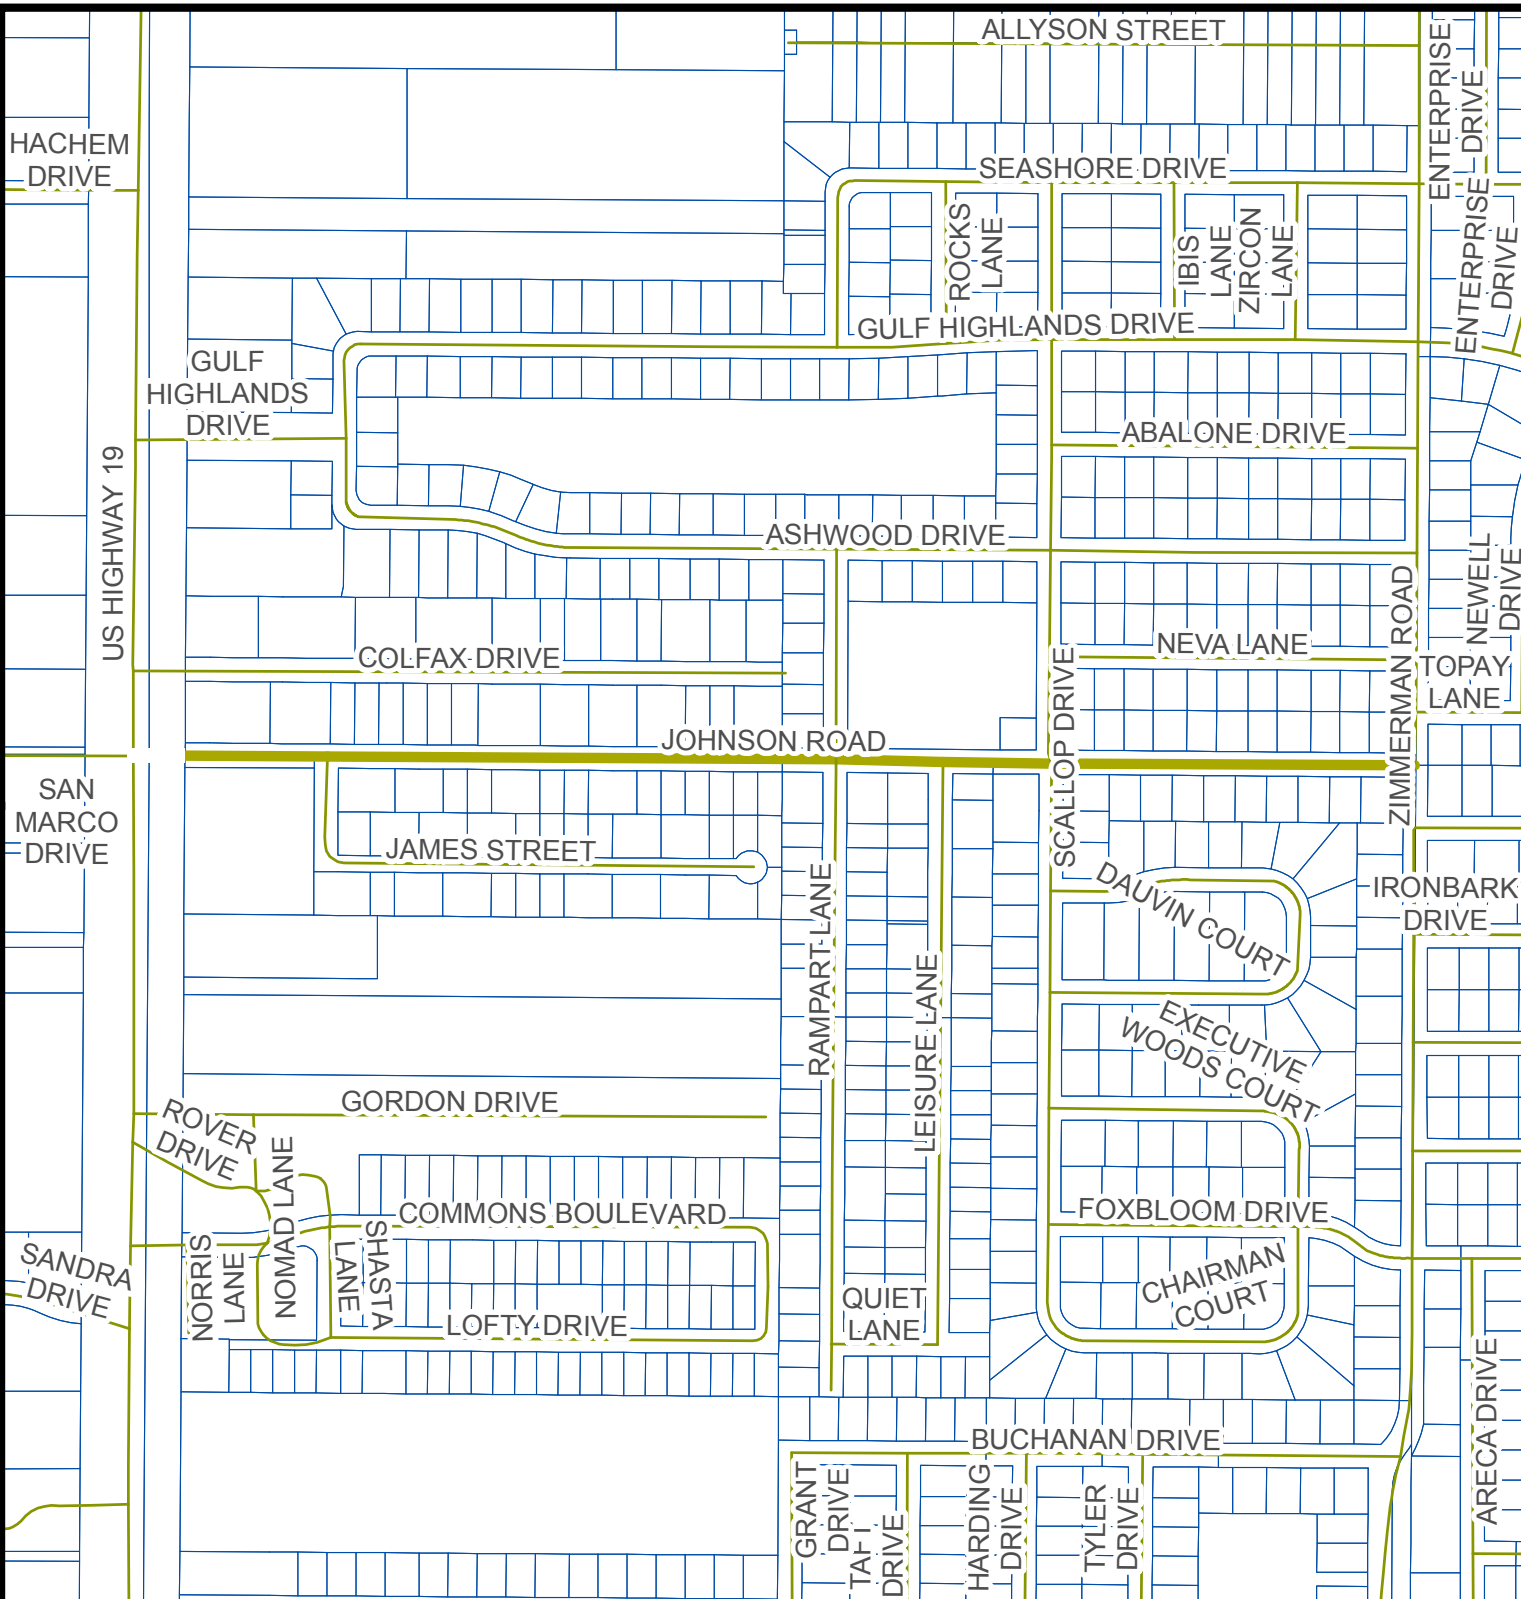 ALLYSON STREET
ENTERPRISE
DRIVE
HACHEM
DRIVE
SEASHORE DRIVE
ROCKS
LANE
IBIS
LANE
ZIRCON
LANE
ENTERPRISE
DRIVE
GULF HIGHLANDS DRIVE
GULF
HIGHLANDS
DRIVE
ABALONE DRIVE
US HIGHWAY 19
ASHWOOD DRIVE
NEWELL
DRIVE
COLFAX DRIVE
NEVA LANE
TOPAY
LANE
ZIMMERMAN ROAD
SCALLOP DRIVE
JOHNSON ROAD
SAN
MARCO
DRIVE
JAMES STREET
RAMPART LANE
DAUVIN COURT
IRONBARK
DRIVE
LEISURE LANE
EXECUTIVE
WOODS COURT
GORDON DRIVE
ROVER
DRIVE
NOMAD LANE
COMMONS BOULEVARD
FOXBLOOM DRIVE
SHASTA
LANE
NORRIS
LANE
SANDRA
DRIVE
CHAIRMAN
COURT
QUIET
LANE
LOFTY DRIVE
ARECA DRIVE
BUCHANAN DRIVE
GRANT
DRIVE
TAFT
DRIVE
HARDING
DRIVE
TYLER
DRIVE